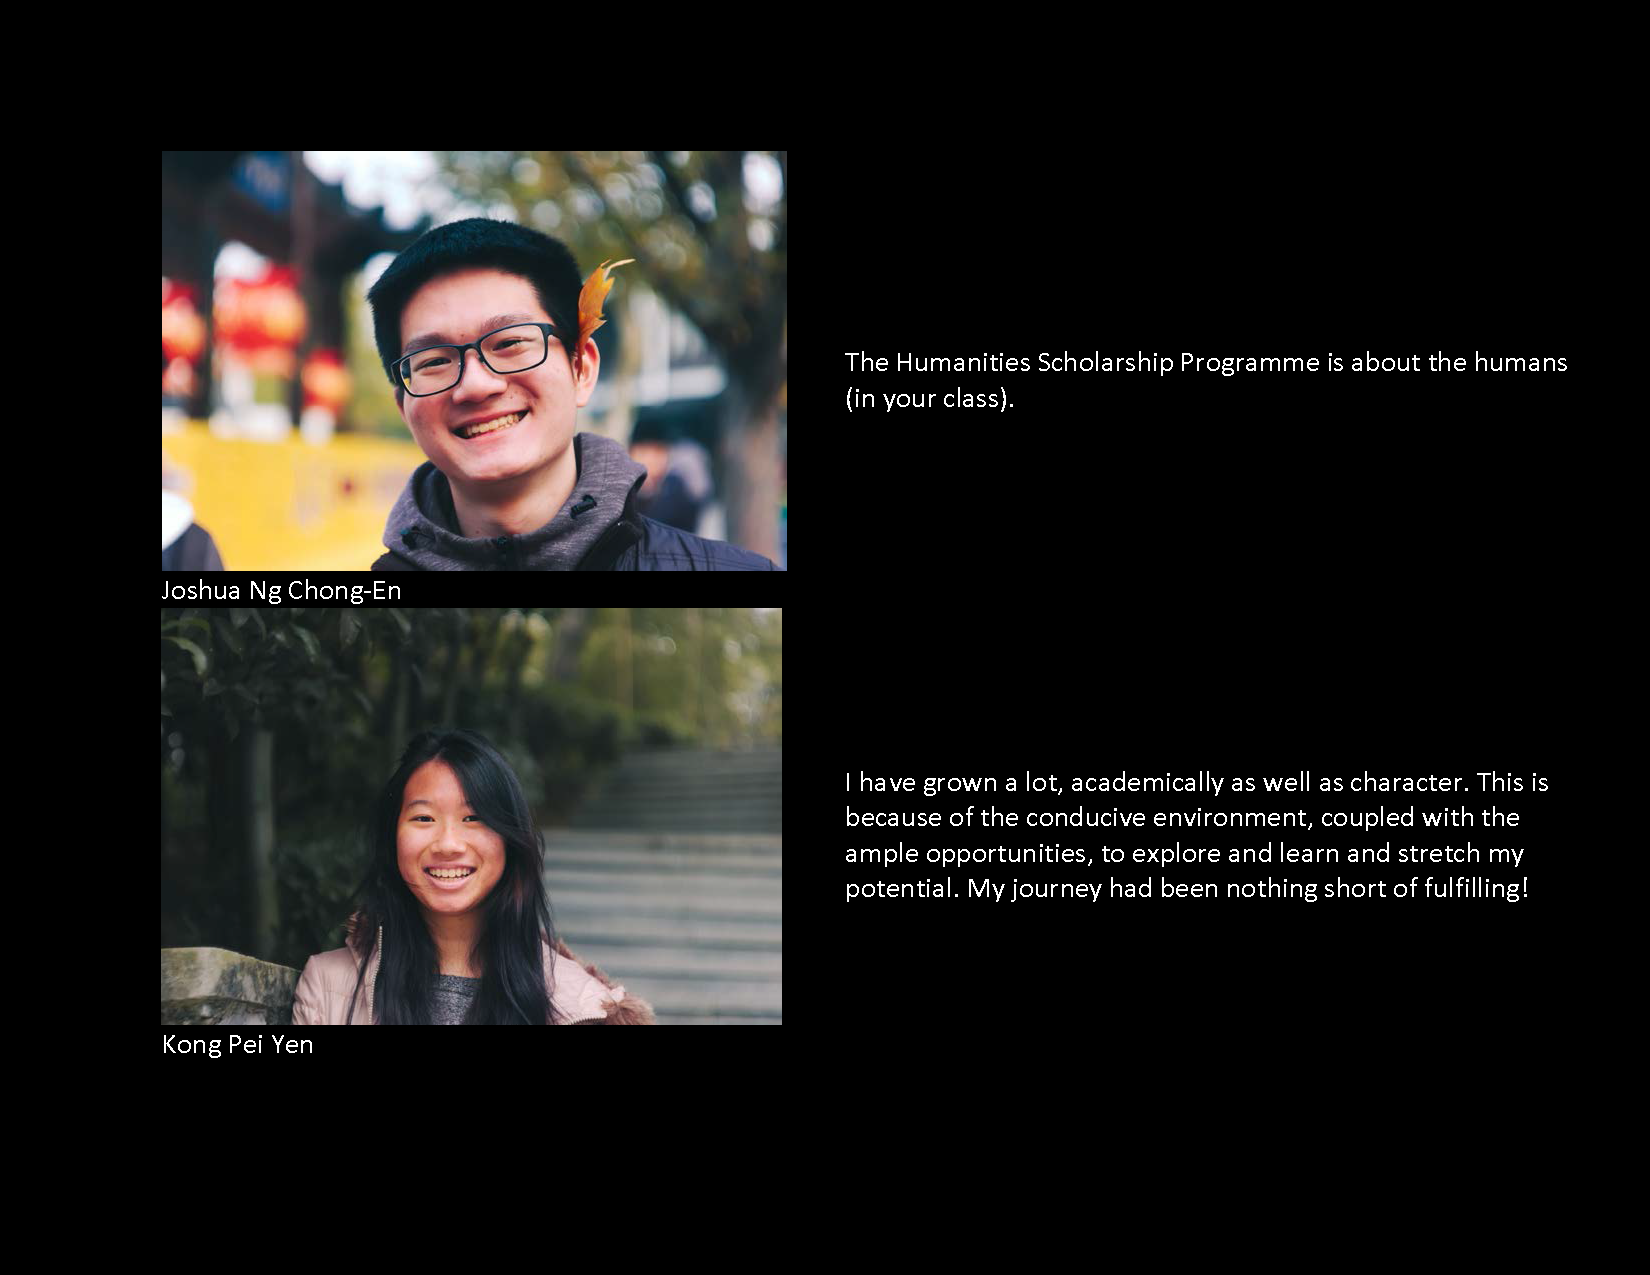 The Humanities Scholarship Programme is about the humans
(in your class).
Joshua Ng Chong-En
I have grown a lot, academically as well as character. This is
because of the conducive environment, coupled with the
ample opportunities, to explore and learn and stretch my
potential. My journey had been nothing short of fulfilling!
Kong Pei Yen